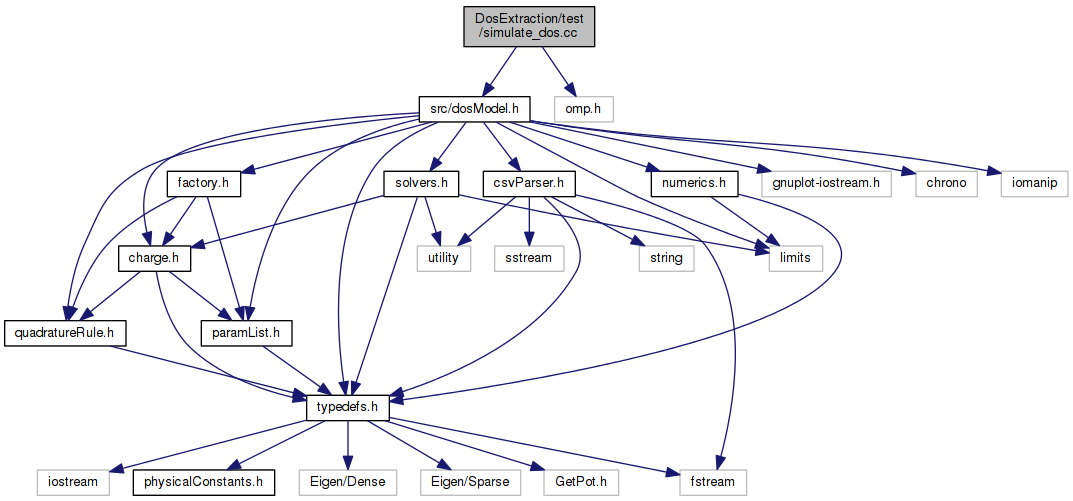 DosExtraction/test
/simulate_dos.cc
src/dosModel.h
omp.h
factory.h
solvers.h
csvParser.h
numerics.h
gnuplot-iostream.h
chrono
iomanip
charge.h
utility
sstream
string
limits
quadratureRule.h
paramList.h
typedefs.h
iostream
physicalConstants.h
Eigen/Dense
Eigen/Sparse
GetPot.h
fstream